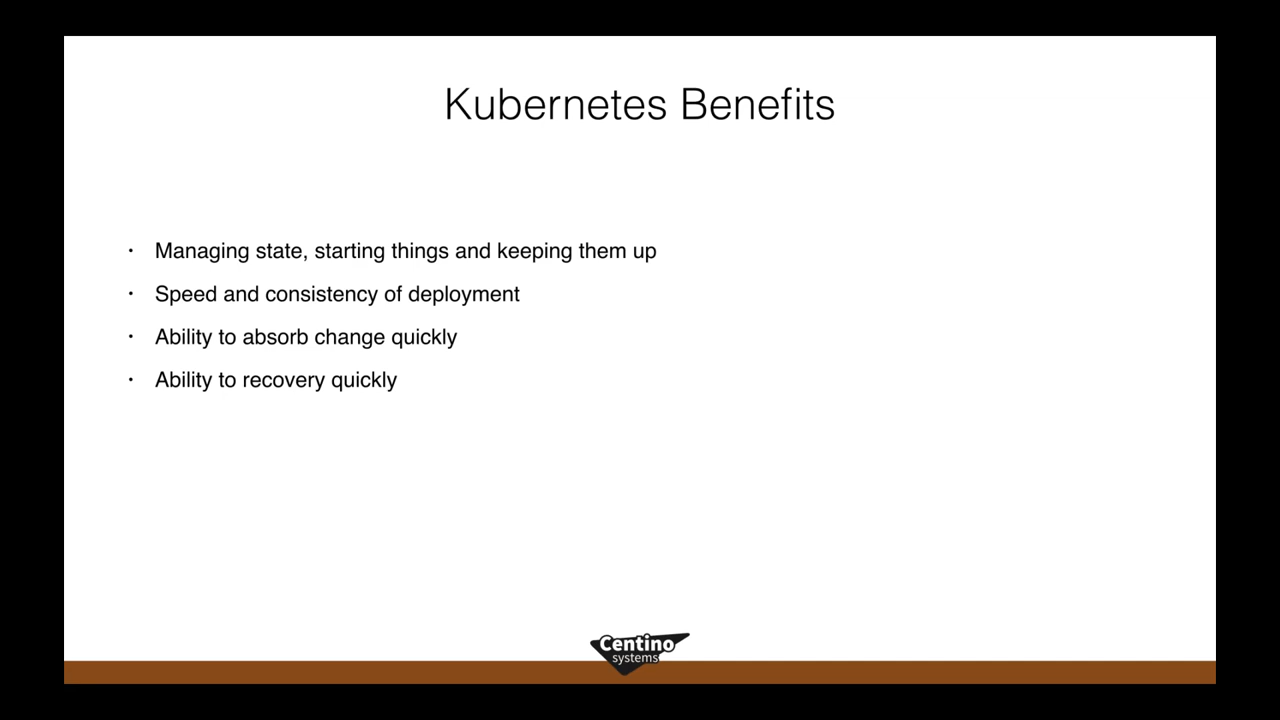 Kubernetes Benefits
• Managing state, starting things and keeping them up
• Speed and consistency of deployment
• Ability to absorb change quickly
• Ability to recovery quickly
Centino
systems